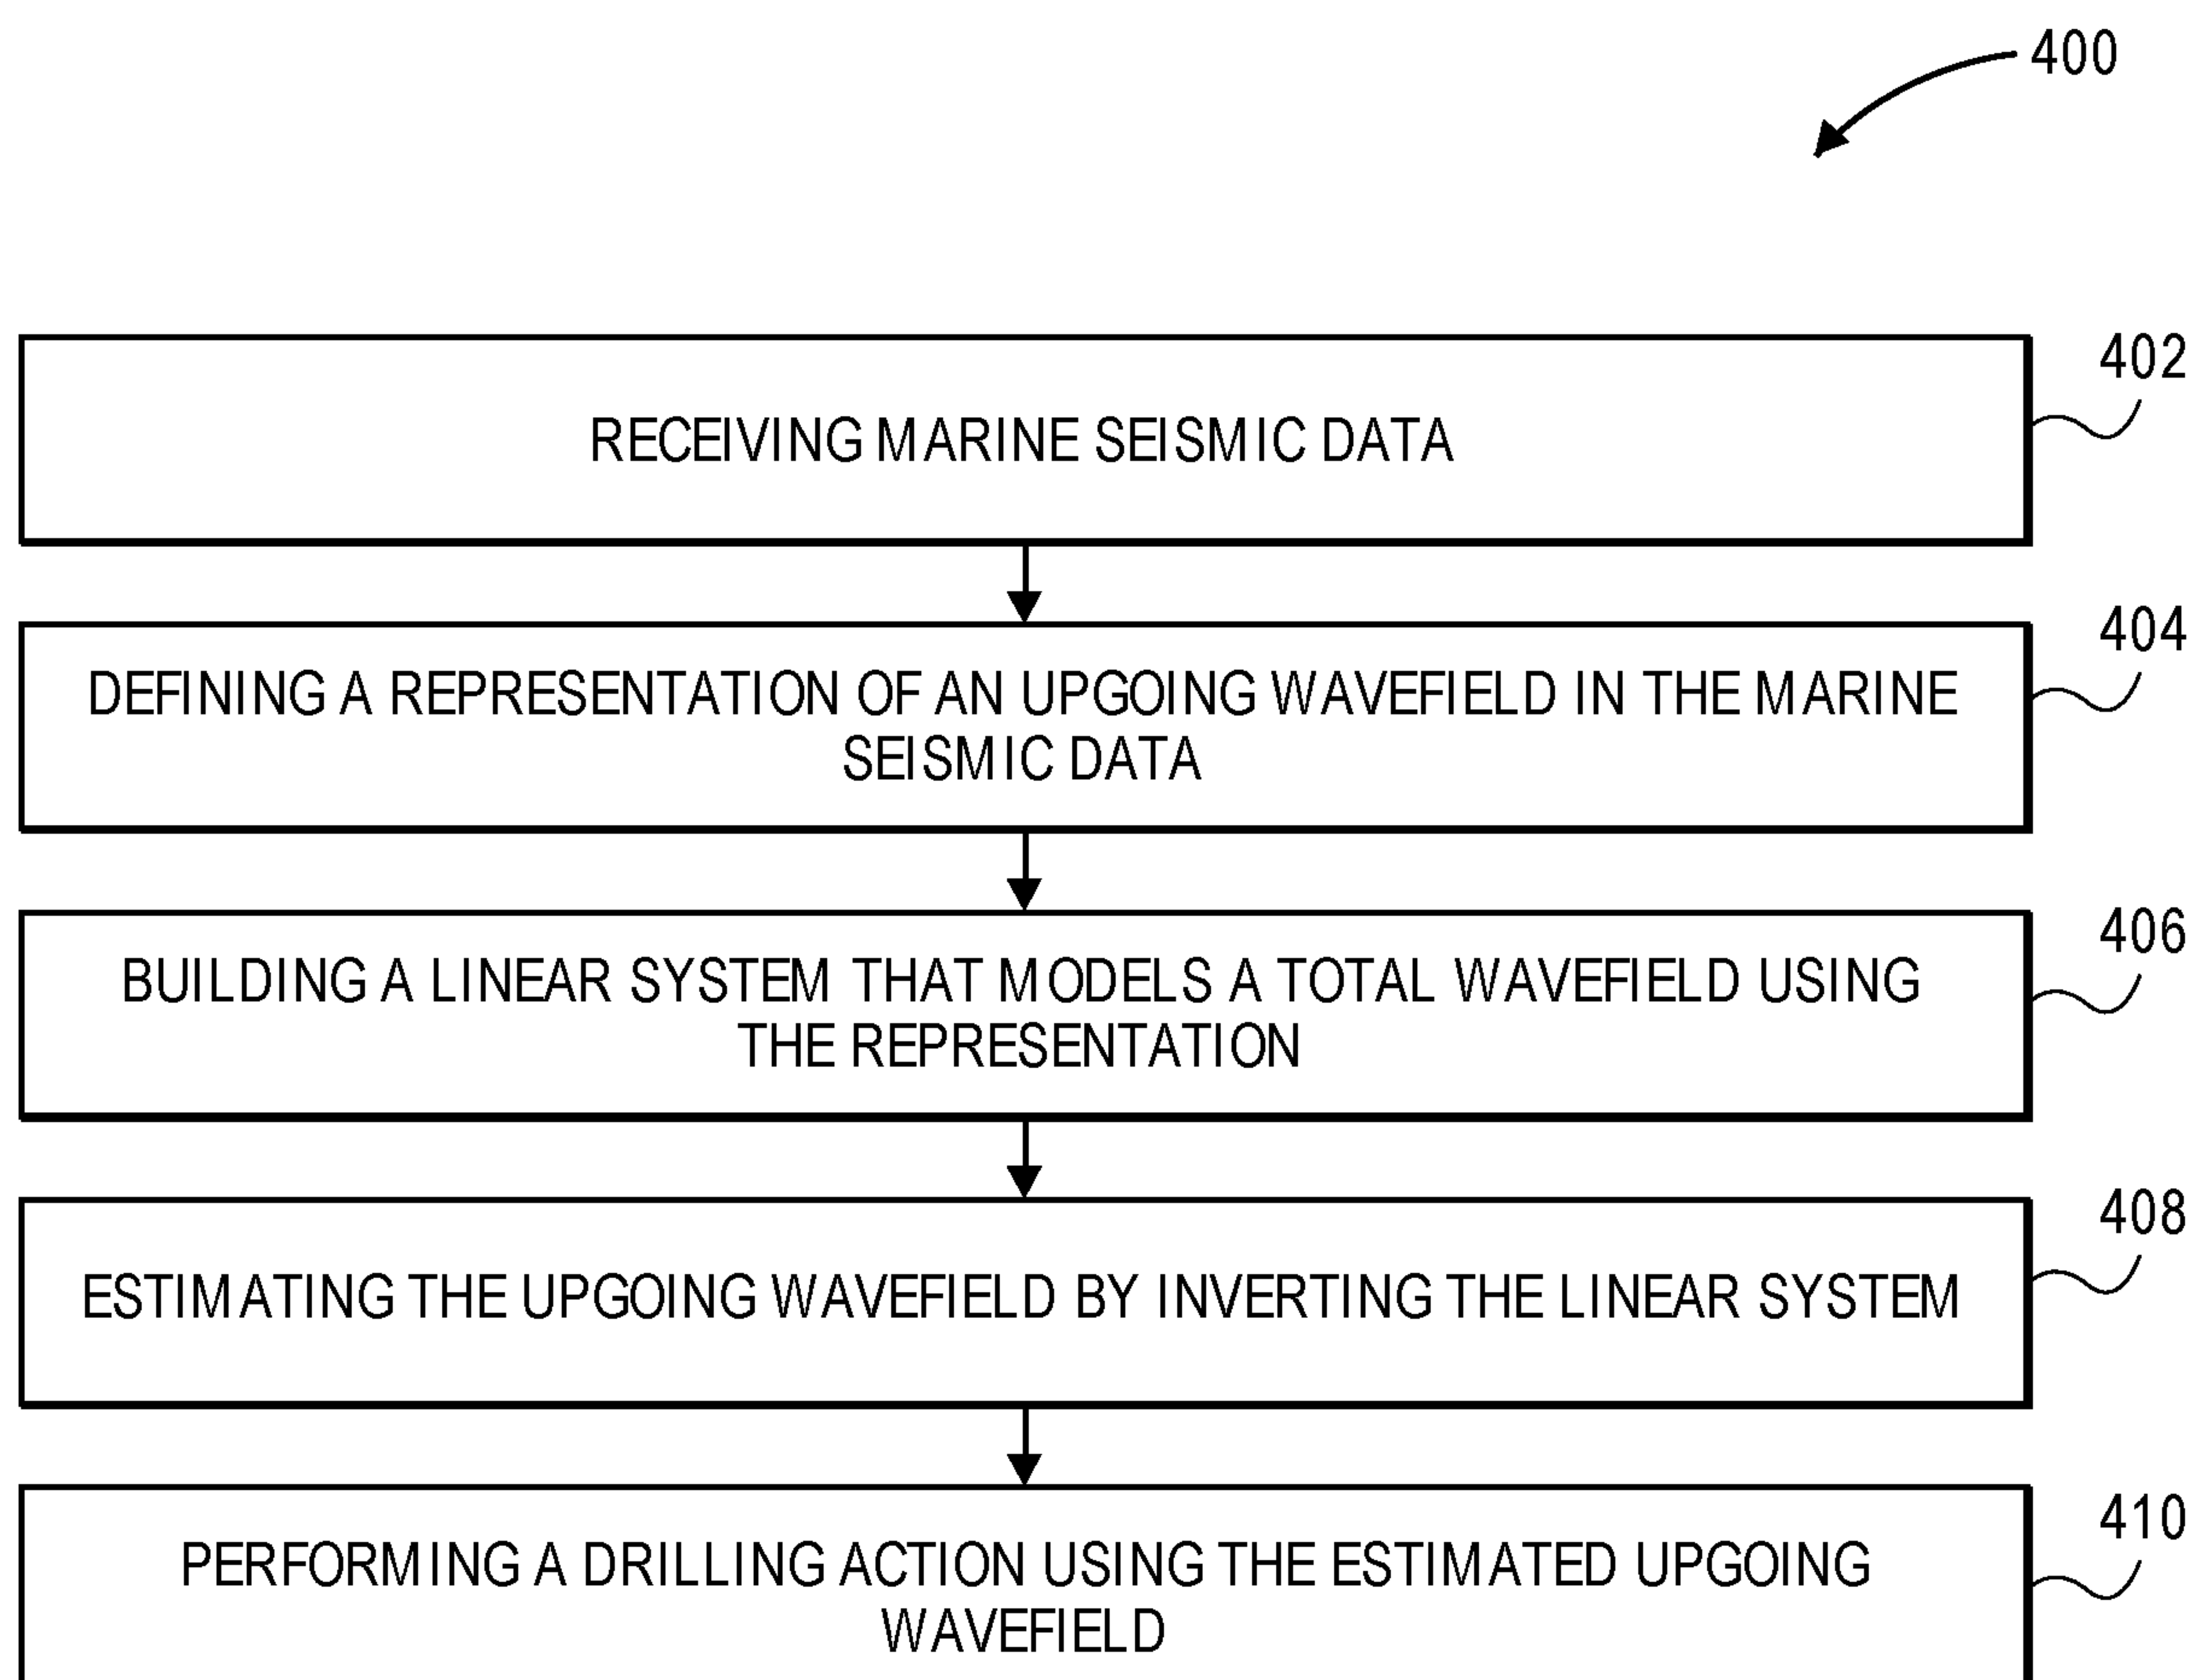 400
402
RECEIVING MARINE SEISMIC DATA
404
DEFINING A REPRESENTATION OF AN UPGOING WAVEFIELD IN THE MARINE
SEISMIC DATA
406
BUILDING A LINEAR SYSTEM THAT MODELS A TOTAL WAVEFIELD USING
THE REPRESENTATION
408
ESTIMATING THE UPGOING WAVEFIELD BY INVERTING THE LINEAR SYSTEM
410
PERFORMING A DRILLING ACTION USING THE ESTIMATED UPGOING
WAVEFIELD